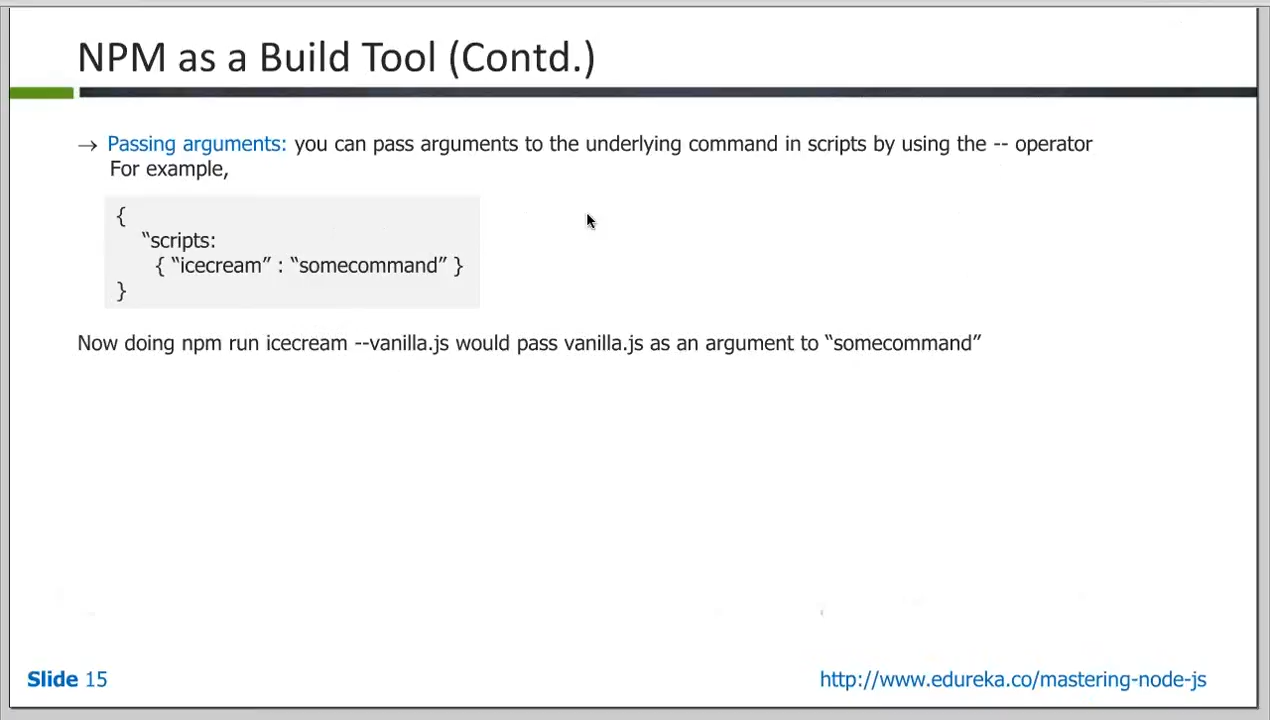 NPM as a Build Tool (Contd.)
→ Passing arguments: you can pass arguments to the underlying command in scripts by using the -- operator
For example,
{
“scripts:
{ “icecream” : “somecommand” }
}
Now doing npm run icecream --vanilla.js would pass vanilla.js as an argument to “somecommand”
Slide 15
http://www.edureka.co/mastering-node-js